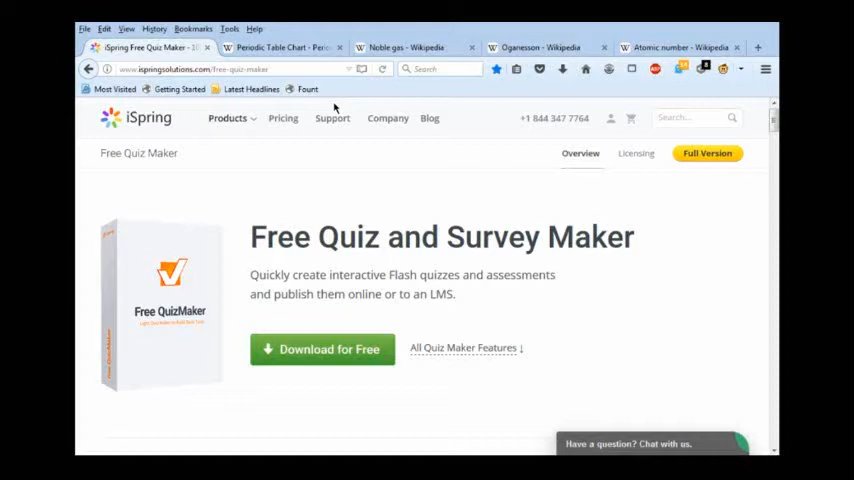 File Edit View History Bookmarks Tools Help
iSpring Free Quiz Maker - 10
Periodic Table Chart - Perio
Noble gas - Wikipedia
Oganesson - Wikipedia
Atomic number - Wikipedia
www.ispringsolutions.com/free-quiz-maker
Search
Most Visited Getting Started Latest Headlines Fount
iSpring
Products Pricing Support Company Blog
+1 844 347 7764
Search...
Free Quiz Maker
Overview Licensing Full Version
Free Quiz and Survey Maker
Quickly create interactive Flash quizzes and assessments
and publish them online or to an LMS.
Free QuizMaker
Download for Free
All Quiz Maker Features ↓
Have a question? Chat with us.